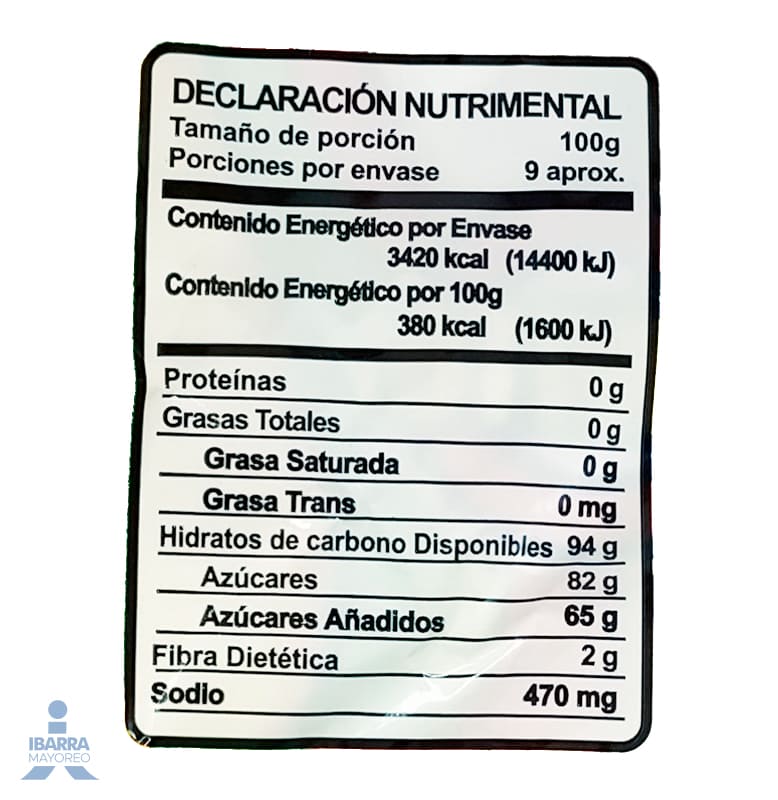 DECLARACIÓN NUTRIMENTAL
Tamaño de porción 100g
Porciones por envase 9 aprox.
Contenido Energético por Envase
3420 kcal (14400 kJ)
Contenido Energético por 100g
380 kcal (1600 kJ)
Proteínas 0 g
Grasas Totales 0 g
Grasa Saturada 0 g
Grasa Trans 0 mg
Hidratos de carbono Disponibles 94 g
Azúcares 82 g
Azúcares Añadidos 65 g
Fibra Dietética 2 g
Sodio 470 mg
IBARRA
MAYOREO